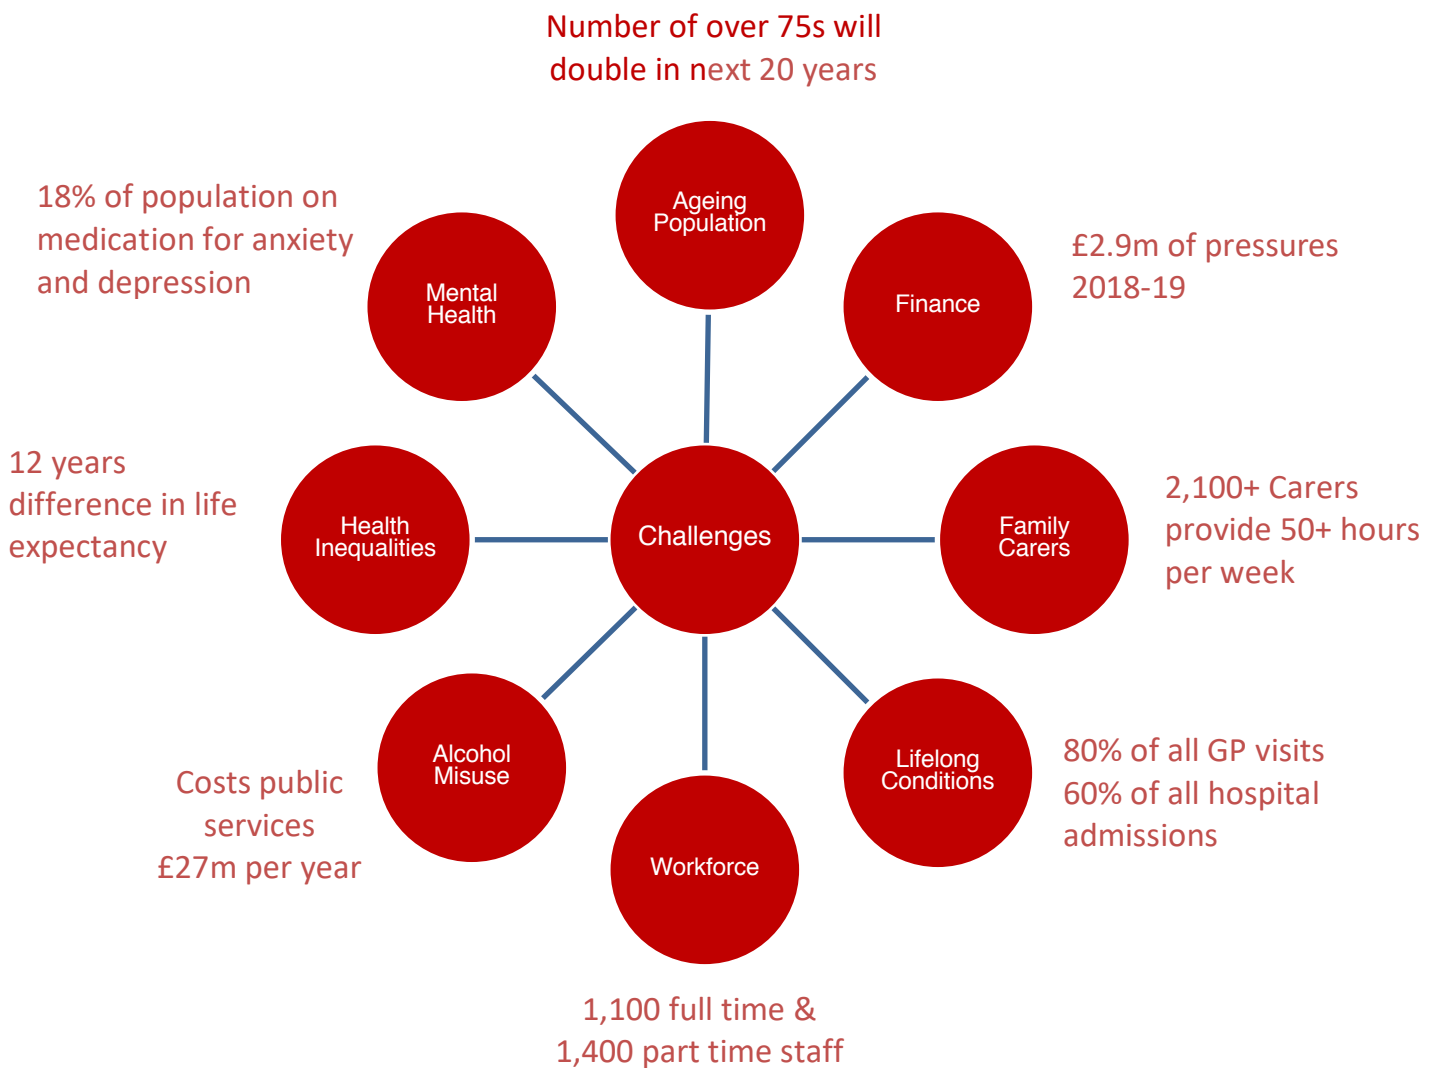 Number of over 75s will
double in next 20 years
Ageing
Population
18% of population on
medication for anxiety
and depression
Mental
Health
Finance
£2.9m of pressures
2018-19
12 years
difference in life
expectancy
Health
Inequalities
Challenges
Family
Carers
2,100+ Carers
provide 50+ hours
per week
Costs public
services
£27m per year
Alcohol
Misuse
Lifelong
Conditions
80% of all GP visits
60% of all hospital
admissions
Workforce
1,100 full time &
1,400 part time staff